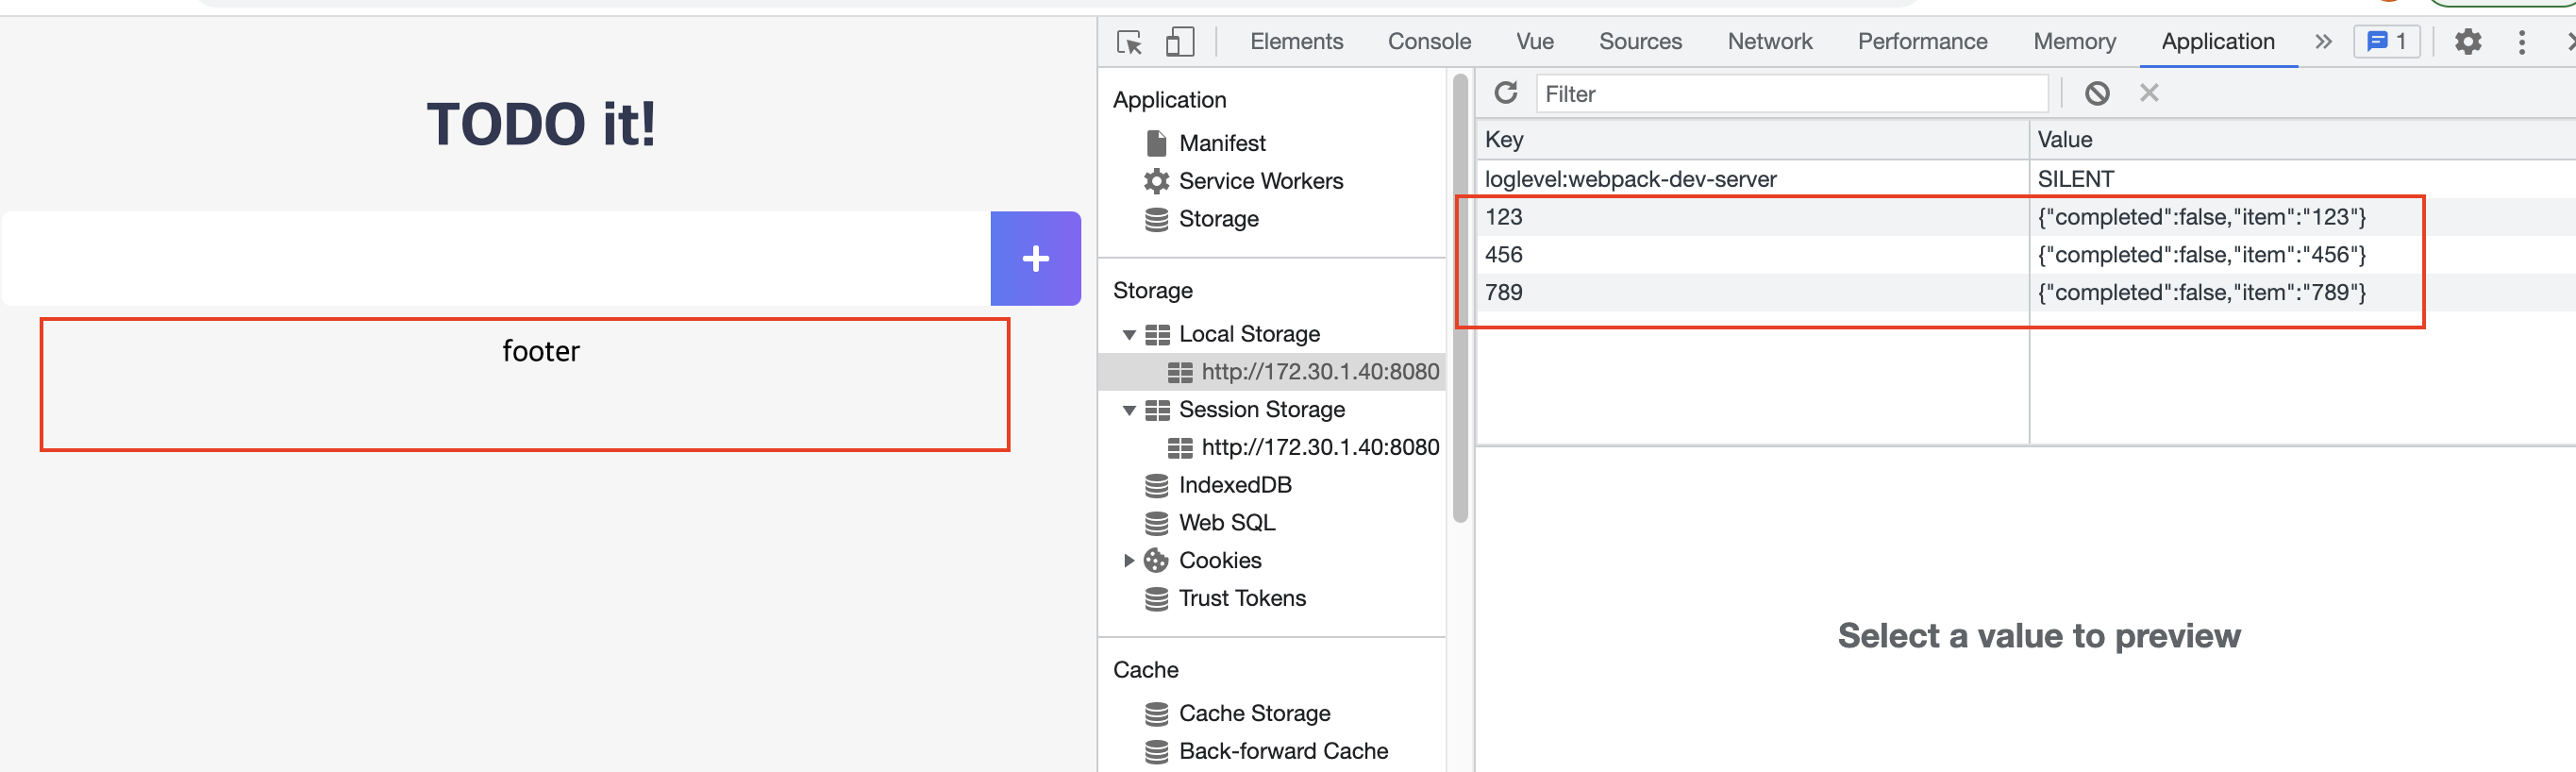 TODO it!
+
footer
Elements Console Vue Sources Network Performance Memory Application » 1
Application
Manifest
Service Workers
Storage
Storage
Local Storage
http://172.30.1.40:8080
Session Storage
http://172.30.1.40:8080
IndexedDB
Web SQL
Cookies
Trust Tokens
Cache
Cache Storage
Back-forward Cache
Filter
Key Value
loglevel:webpack-dev-server SILENT
123 {"completed":false,"item":"123"}
456 {"completed":false,"item":"456"}
789 {"completed":false,"item":"789"}
Select a value to preview